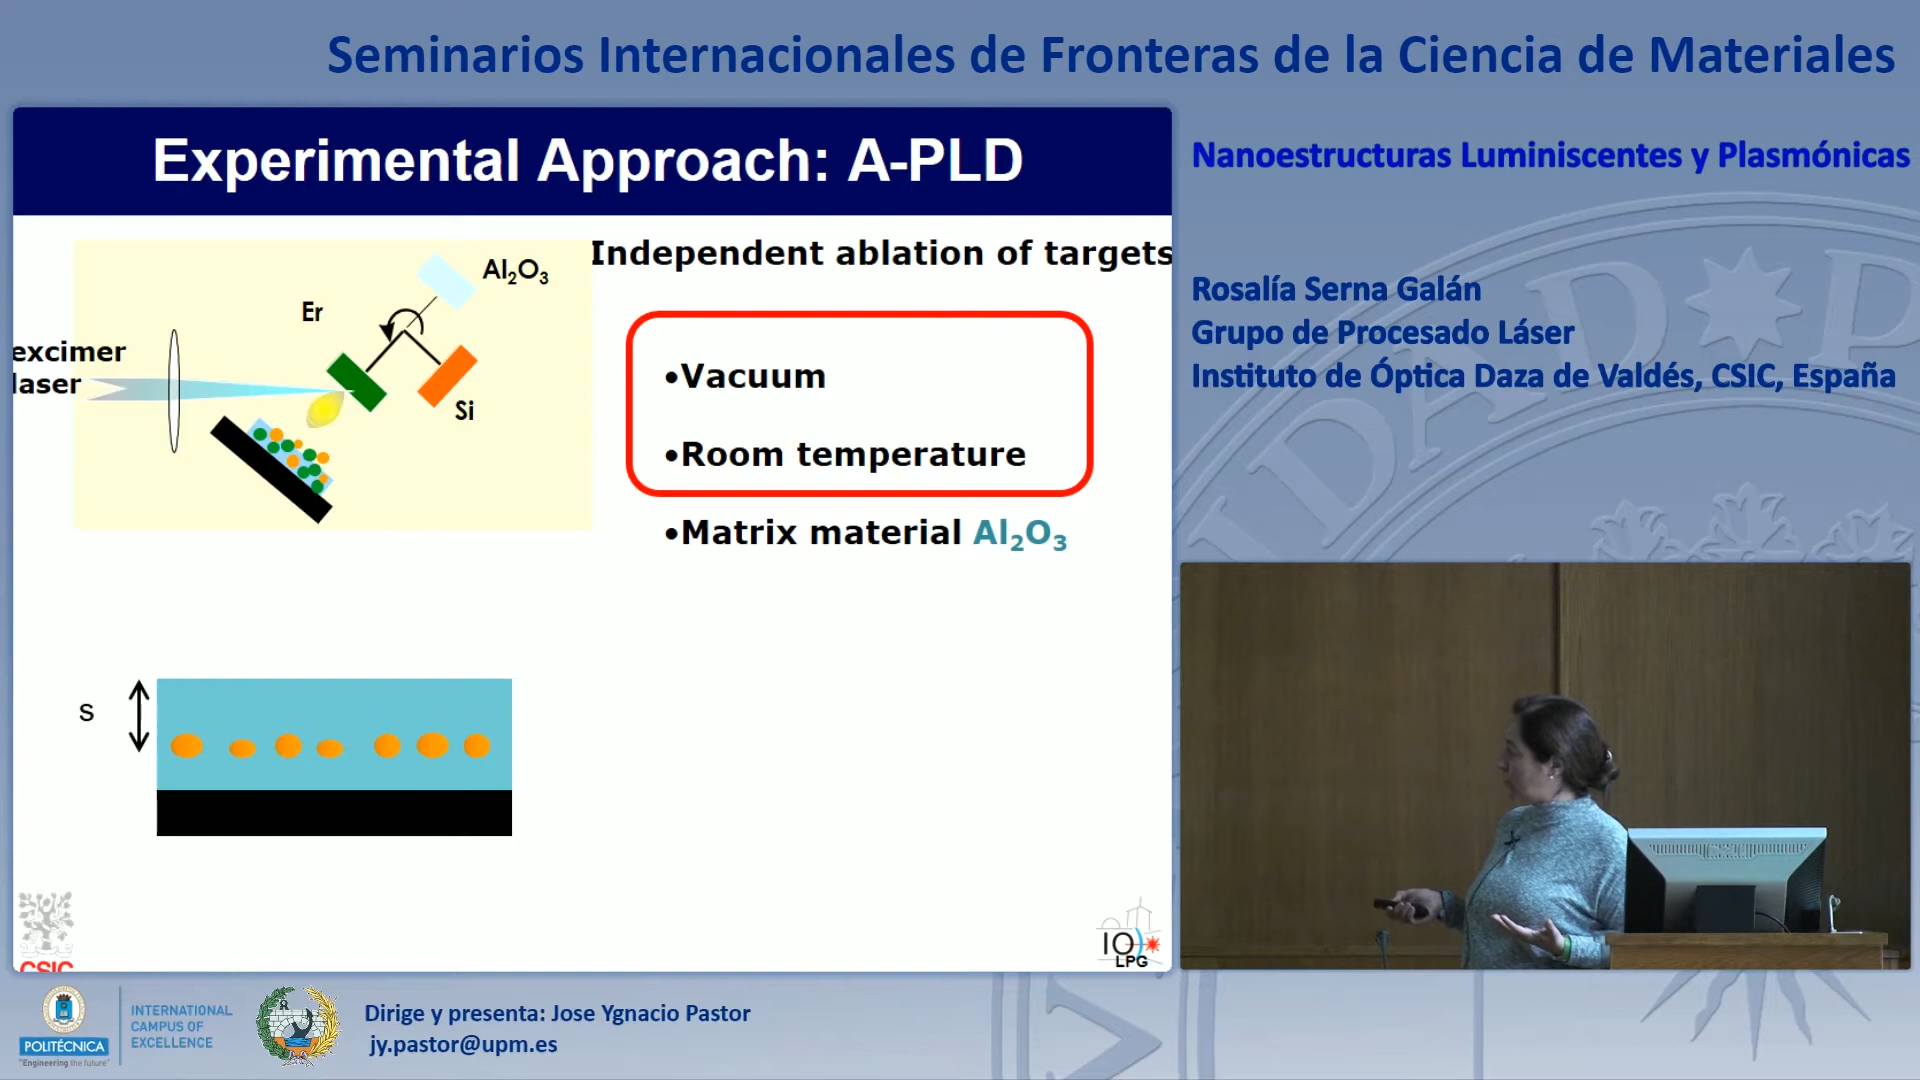 Seminarios Internacionales de Fronteras de la Ciencia de Materiales
Experimental Approach: A-PLD
Independent ablation of targets
Al₂O₃
Er
excimer
laser
Si
•Vacuum
•Room temperature
•Matrix material Al₂O₃
s
CSIC
IO
LPG
Nanoestructuras Luminiscentes y Plasmónicas
Rosalía Serna Galán
Grupo de Procesado Láser
Instituto de Óptica Daza de Valdés, CSIC, España
POLITÉCNICA
"Engineering the future"
INTERNATIONAL
CAMPUS OF
EXCELLENCE
Dirige y presenta: Jose Ygnacio Pastor
jy.pastor@upm.es